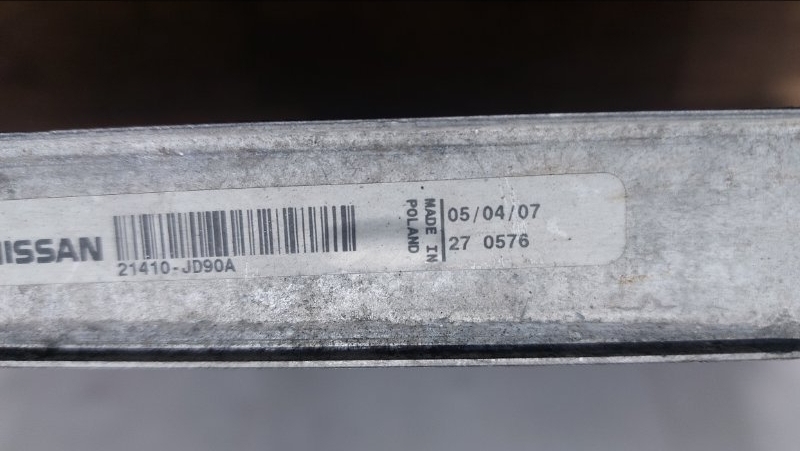 NISSAN
21410-JD90A
MADE IN
POLAND
05/04/07
27 0576